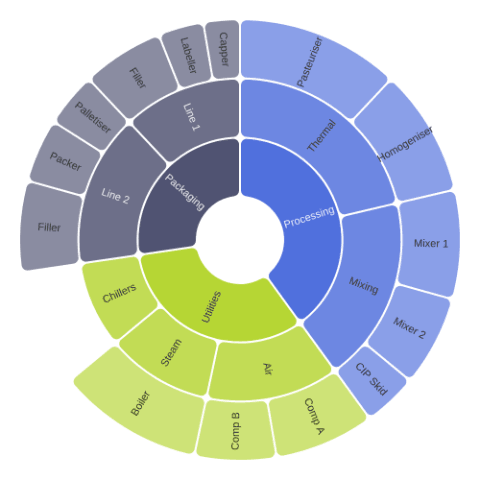 Processing
Thermal
Pasteuriser
Homogeniser
Mixing
Mixer 1
Mixer 2
CIP Skid
Utilities
Air
Comp A
Comp B
Steam
Boiler
Chillers
Packaging
Line 2
Filler
Packer
Palletiser
Line 1
Filler
Labeller
Capper